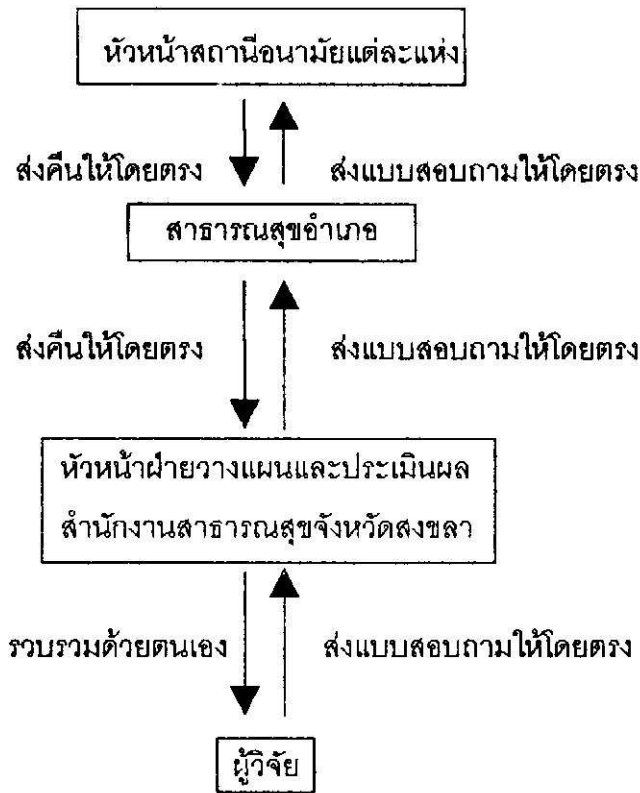 หัวหน้าสถานีอนามัยแต่ละแห่ง
ส่งคืนให้โดยตรง ส่งแบบสอบถามให้โดยตรง
สาธารณสุขอำเภอ
ส่งคืนให้โดยตรง ส่งแบบสอบถามให้โดยตรง
หัวหน้าฝ่ายวางแผนและประเมินผล
สำนักงานสาธารณสุขจังหวัดสงขลา
รวบรวมด้วยตนเอง ส่งแบบสอบถามให้โดยตรง
ผู้วิจัย